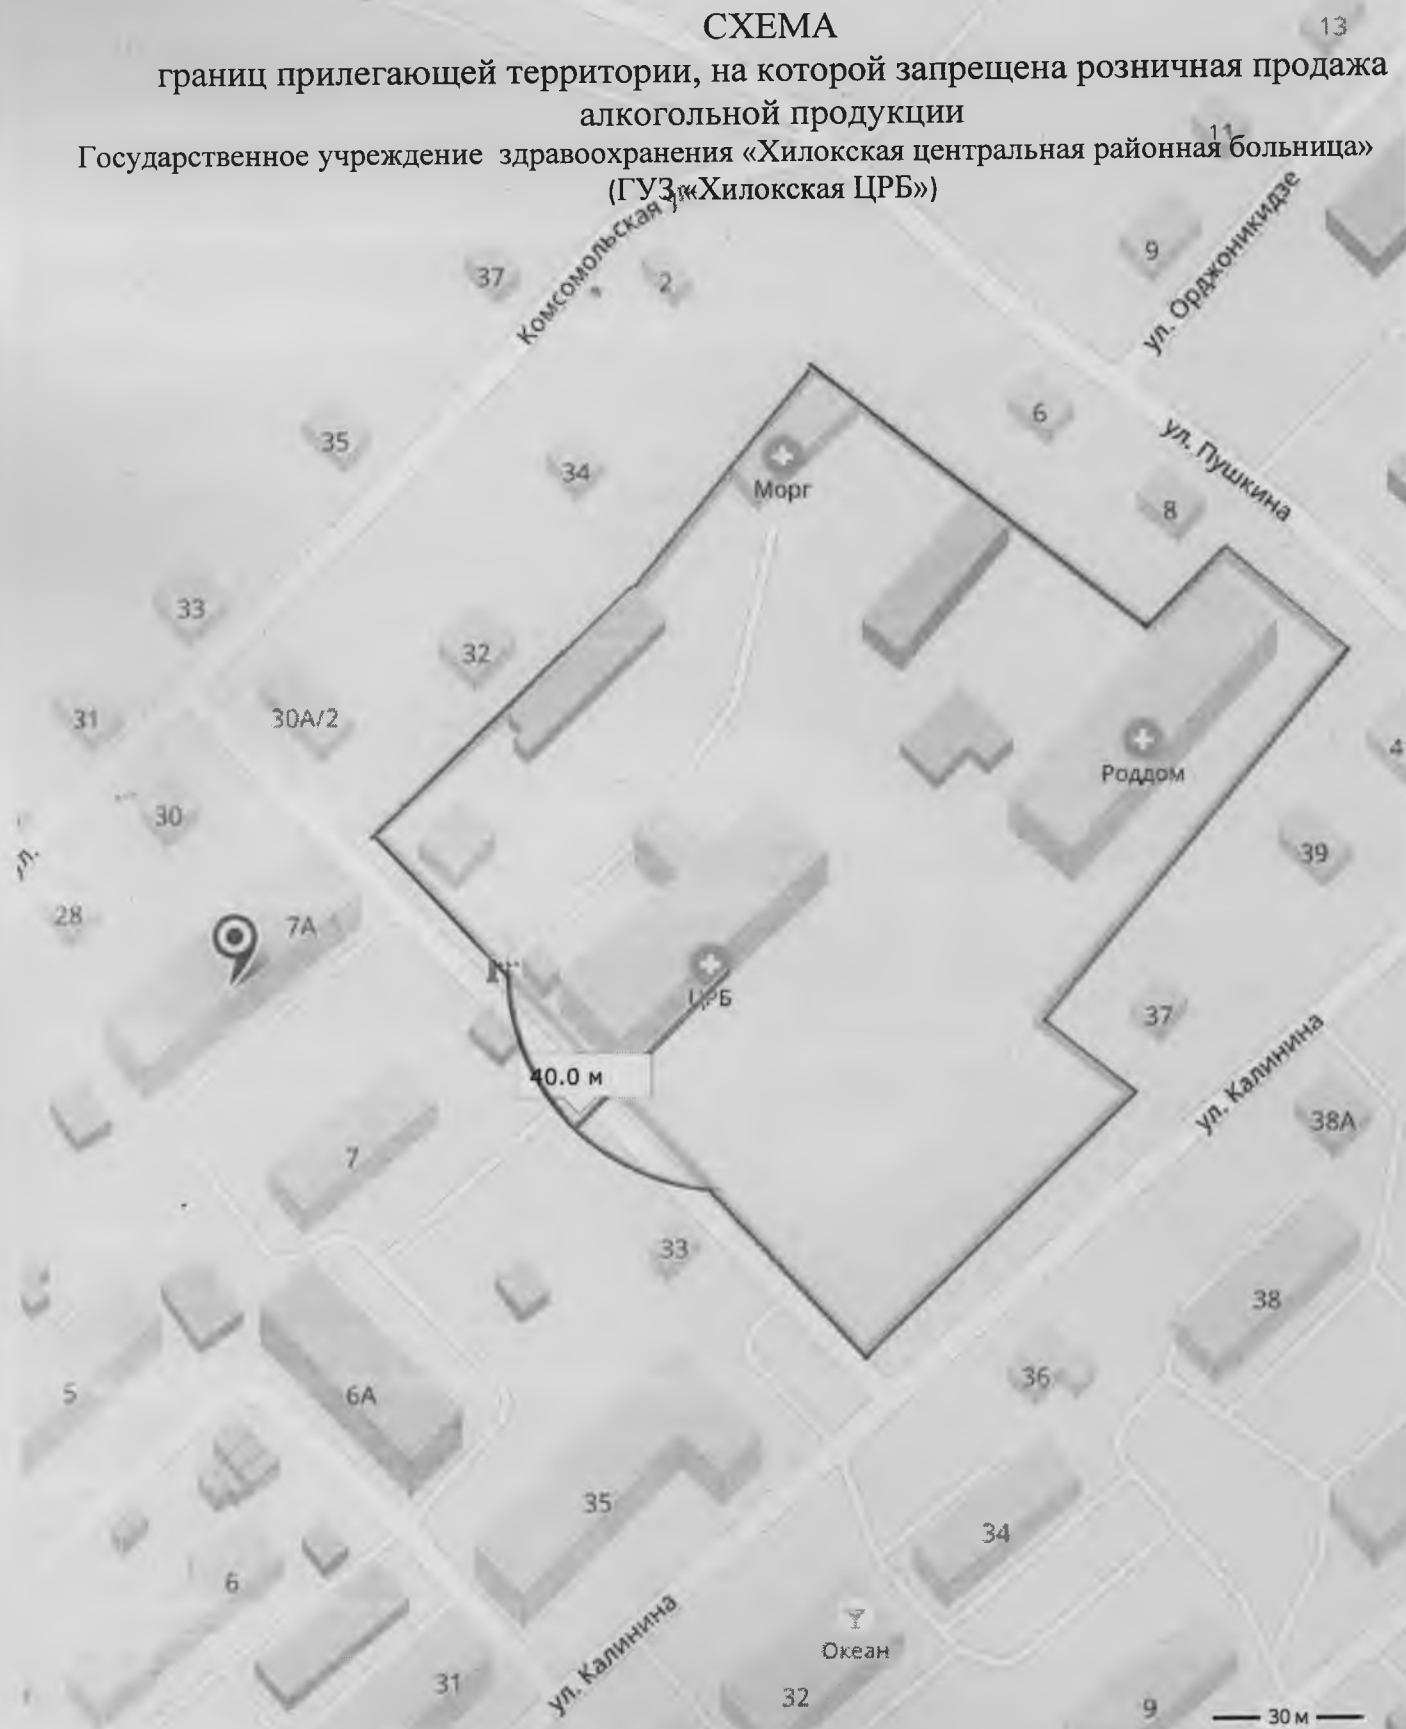 СХЕМА
границ прилегающей территории, на которой запрещена розничная продажа
алкогольной продукции
Государственное учреждение здравоохранения «Хилокская центральная районная больница»
(ГУЗ «Хилокская ЦРБ»)
13
11
9
ул. Орджоникидзе
Комсомольская
37
2
6
ул. Пушкина
35
34
Морг
8
33
32
31
30А/2
Роддом
4
30
39
28
7А
ЦРБ
37
ул. Калинина
40.0 м
38А
7
33
38
5
6А
36
35
34
6
Океан
ул. Калинина
31
32
9
30 м